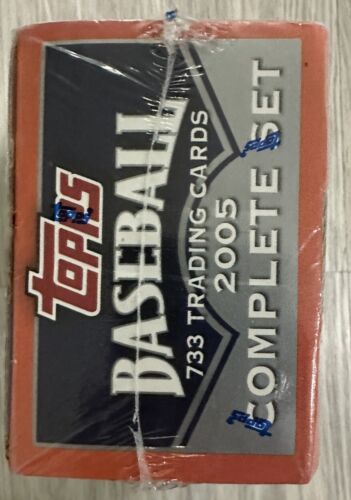 TOPPS
BASEBALL
733 TRADING CARDS
2005
COMPLETE SET